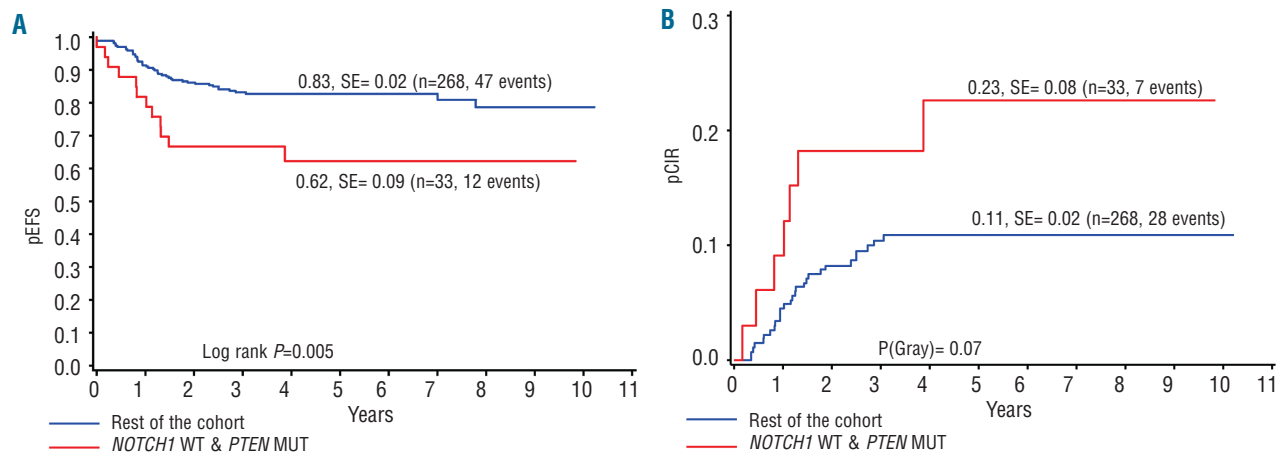 A
1.0
0.9
0.8
0.7
0.6
0.5
0.4
0.3
0.2
0.1
0.0
pEFS
0.83, SE= 0.02 (n=268, 47 events)
0.62, SE= 0.09 (n=33, 12 events)
Log rank P=0.005
0 1 2 3 4 5 6 7 8 9 10 11
Years
Rest of the cohort
NOTCH1 WT & PTEN MUT
B
0.3
0.2
0.1
0.0
pCIR
0.23, SE= 0.08 (n=33, 7 events)
0.11, SE= 0.02 (n=268, 28 events)
P(Gray)= 0.07
0 1 2 3 4 5 6 7 8 9 10 11
Years
Rest of the cohort
NOTCH1 WT & PTEN MUT